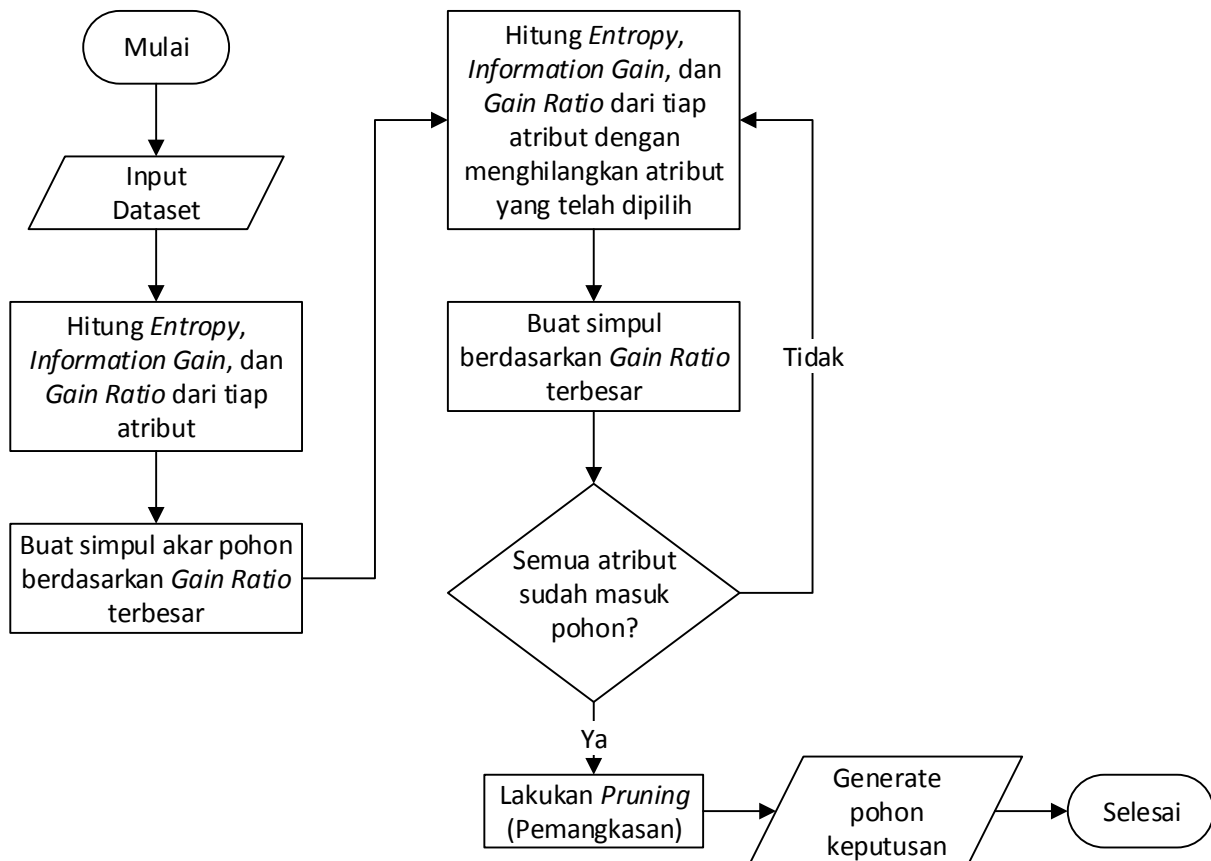 Mulai
Input
Dataset
Hitung Entropy,
Information Gain, dan
Gain Ratio dari tiap
atribut
Buat simpul akar pohon
berdasarkan Gain Ratio
terbesar
Hitung Entropy,
Information Gain, dan
Gain Ratio dari tiap
atribut dengan
menghilangkan atribut
yang telah dipilih
Buat simpul
berdasarkan Gain Ratio
terbesar
Tidak
Semua atribut
sudah masuk
pohon?
Ya
Lakukan Pruning
(Pemangkasan)
Generate
pohon
keputusan
Selesai